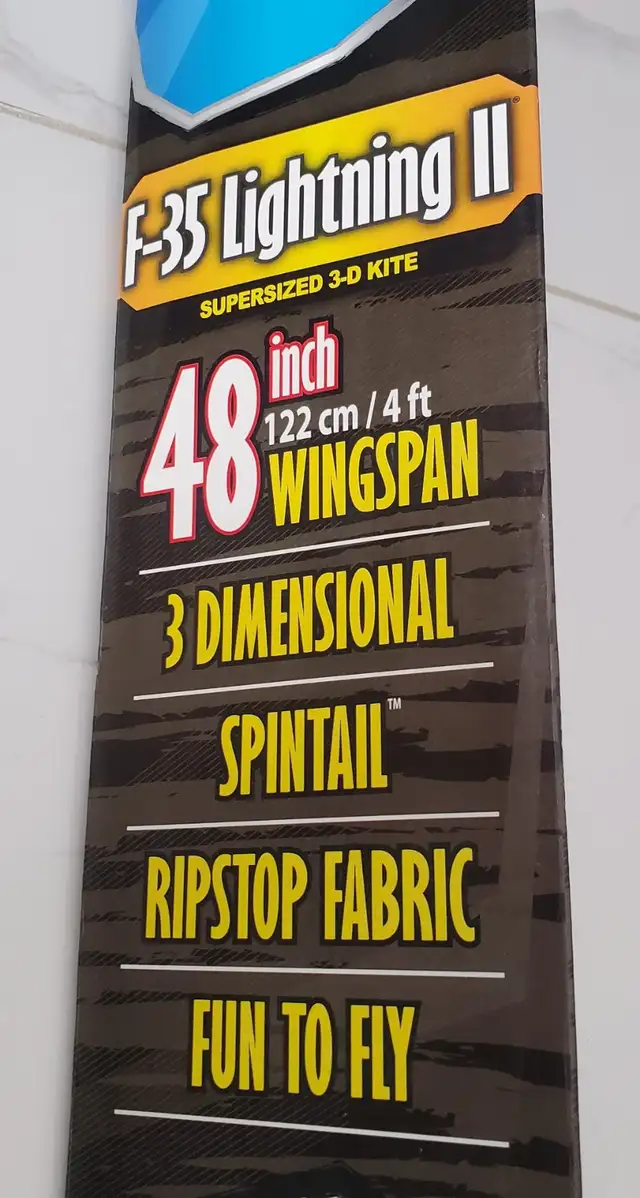 F-35 Lightning II®
SUPERSIZED 3-D KITE
48 inch
122 cm / 4 ft
WINGSPAN
3 DIMENSIONAL
SPINTAIL™
RIPSTOP FABRIC
FUN TO FLY